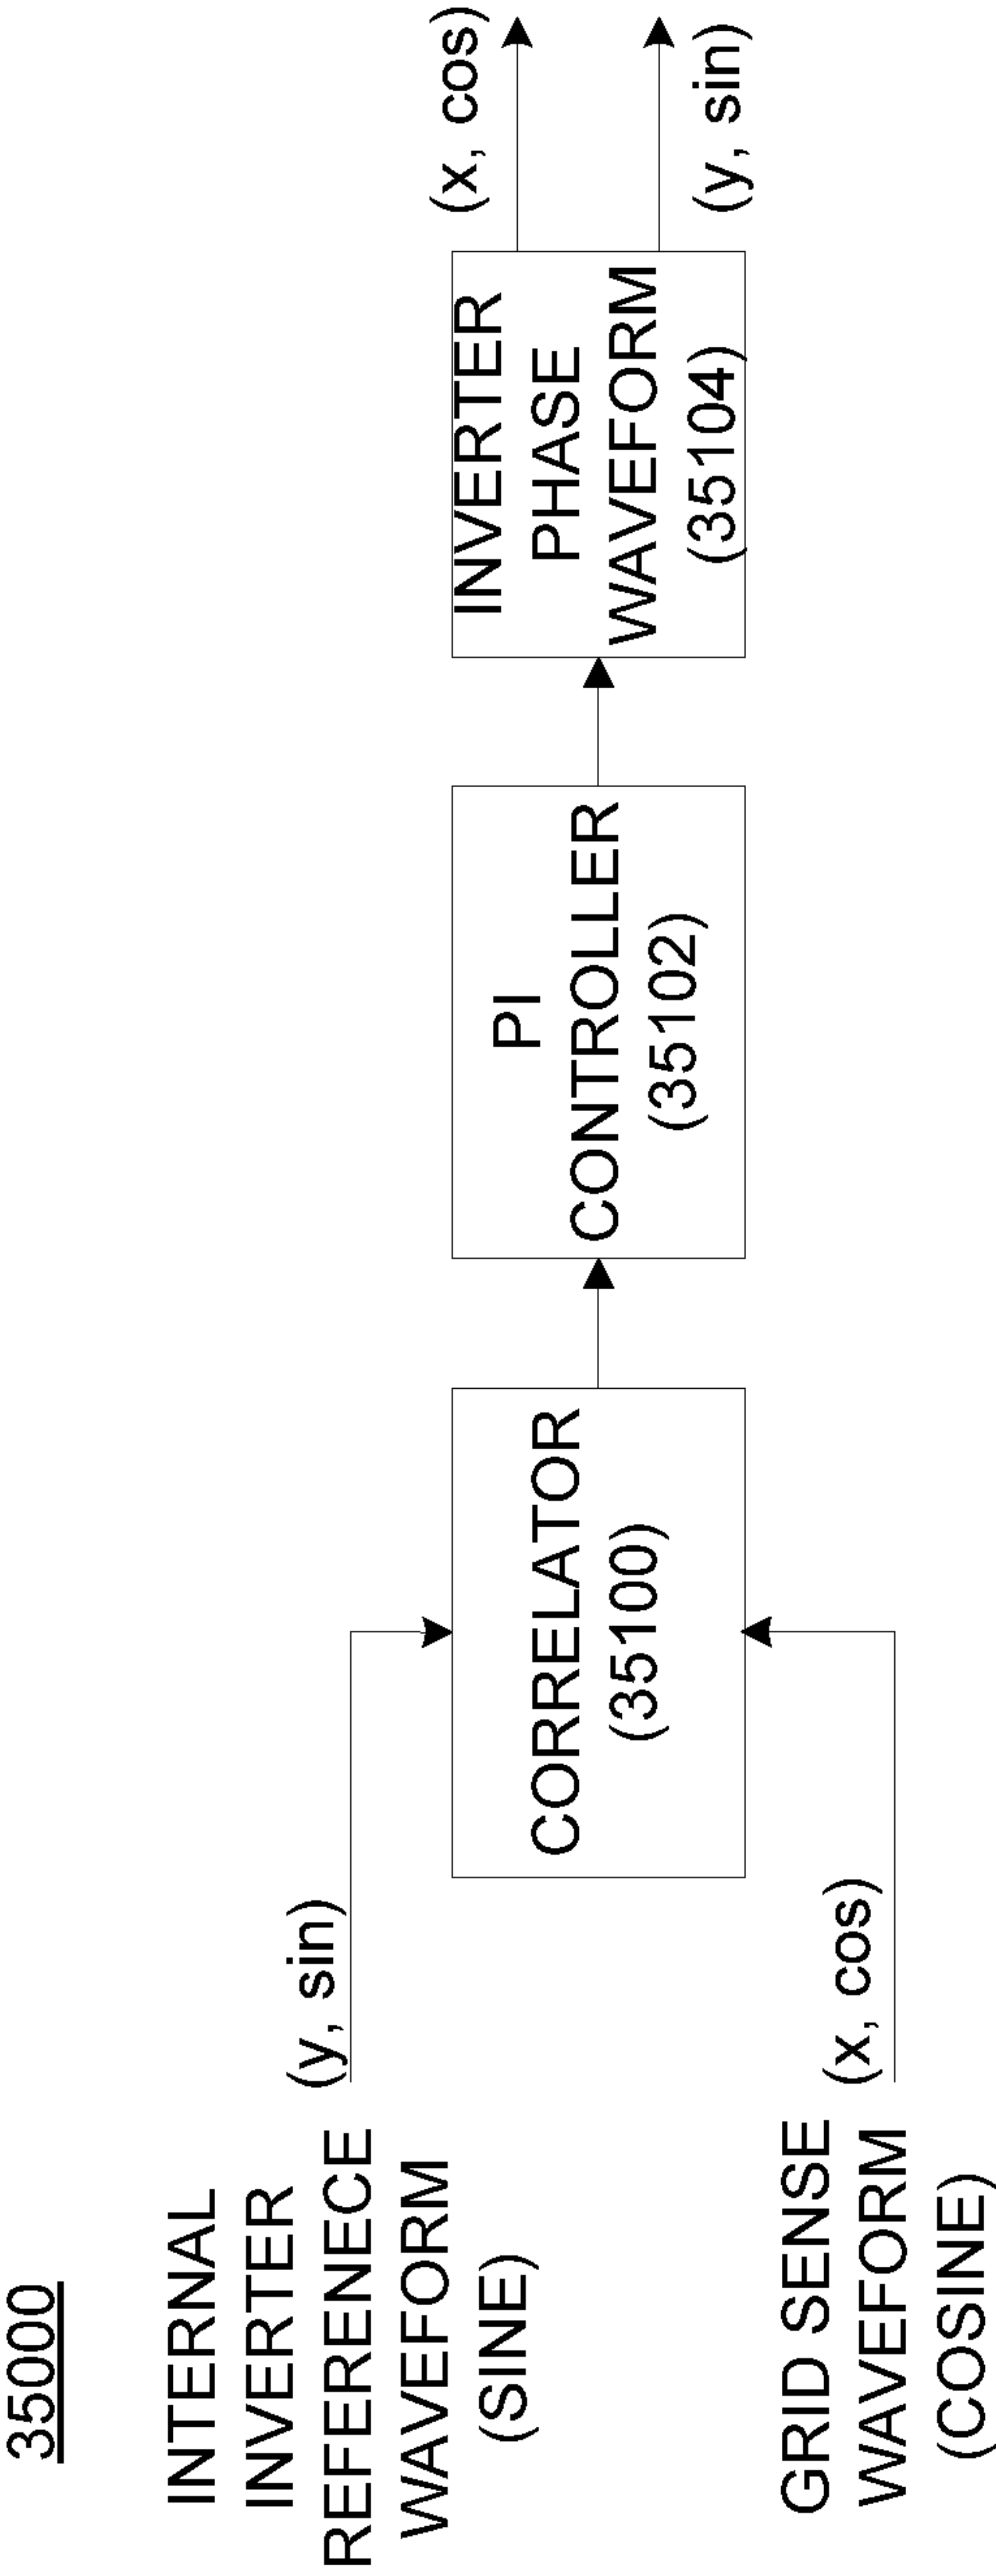 35000
INTERNAL
INVERTER
REFERENECE
WAVEFORM
(SINE)
(y, sin)
GRID SENSE
WAVEFORM
(COSINE)
(x, cos)
CORRELATOR
(35100)
PI
CONTROLLER
(35102)
INVERTER
PHASE
WAVEFORM
(35104)
(x, cos)
(y, sin)